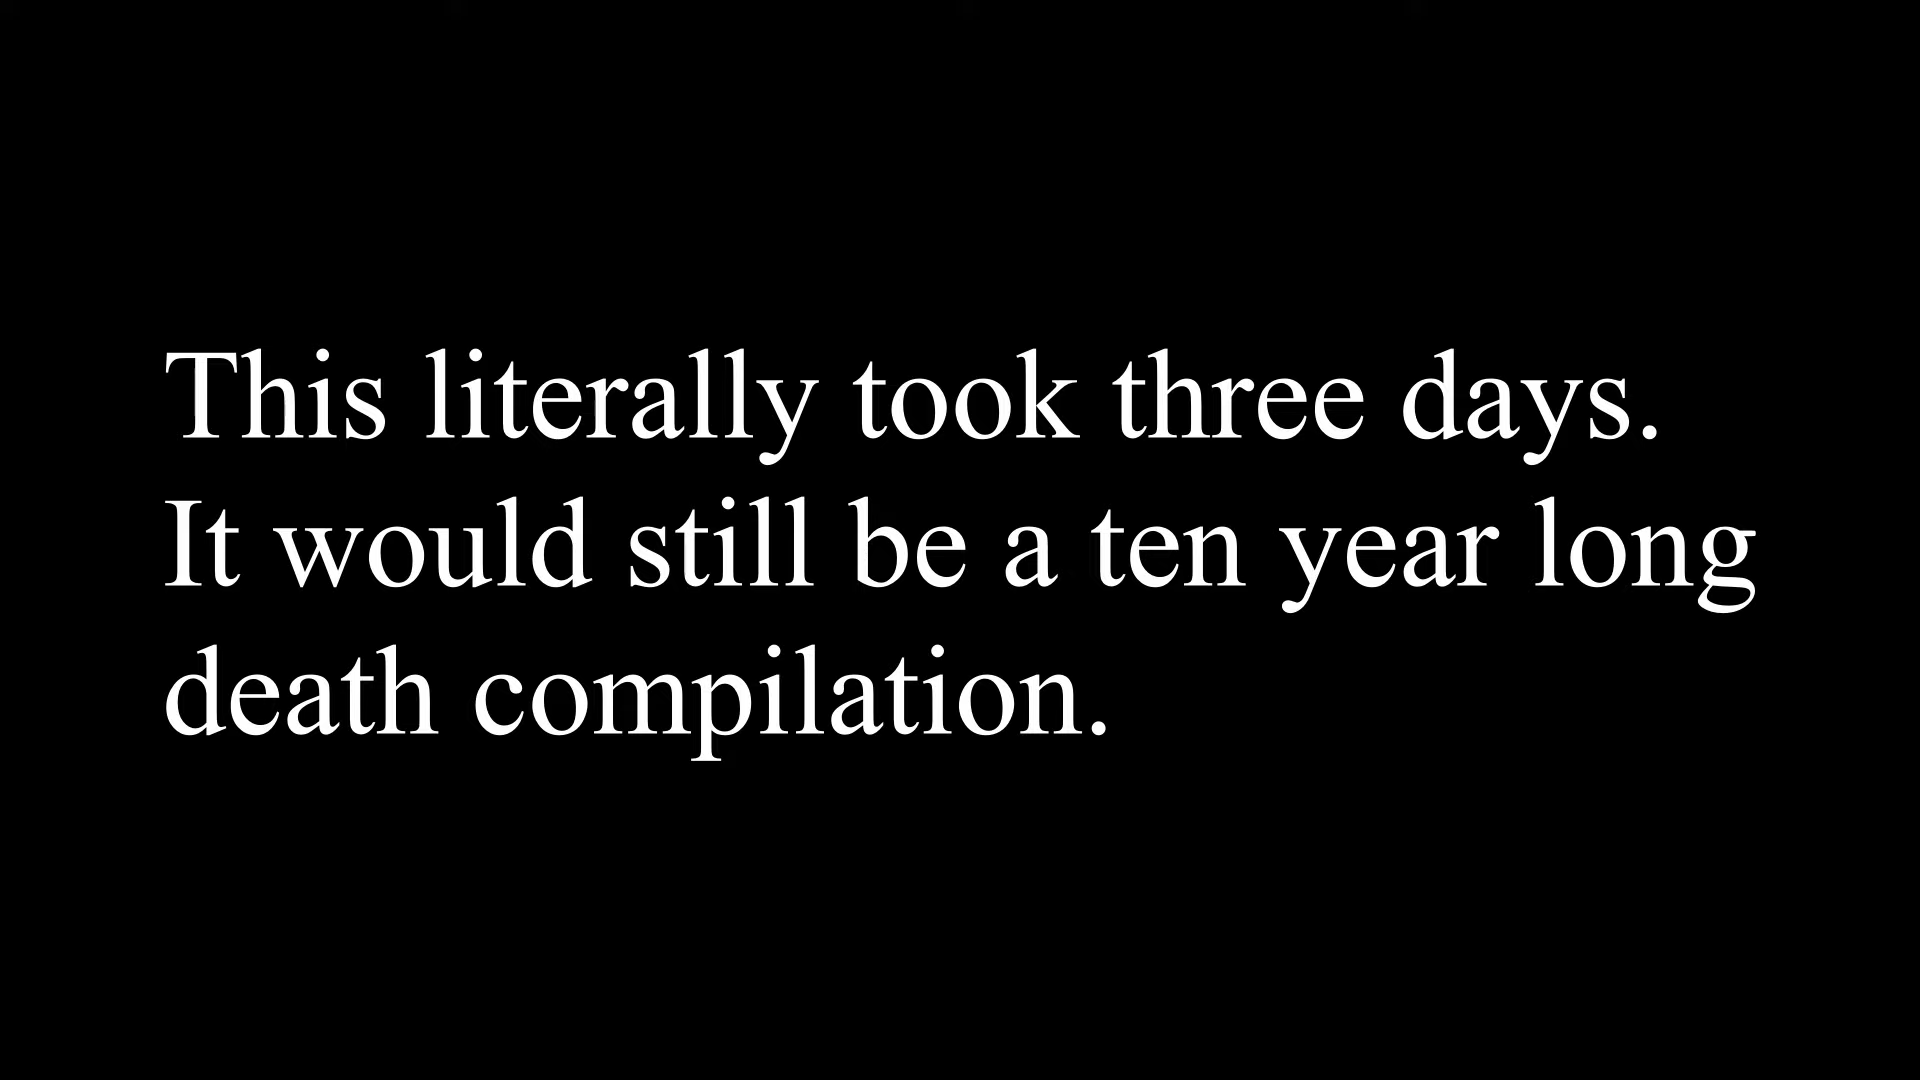 This literally took three days.
It would still be a ten year long
death compilation.